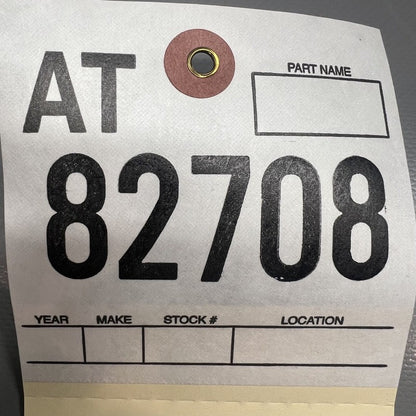 AT
PART NAME
82708
YEAR MAKE STOCK # LOCATION